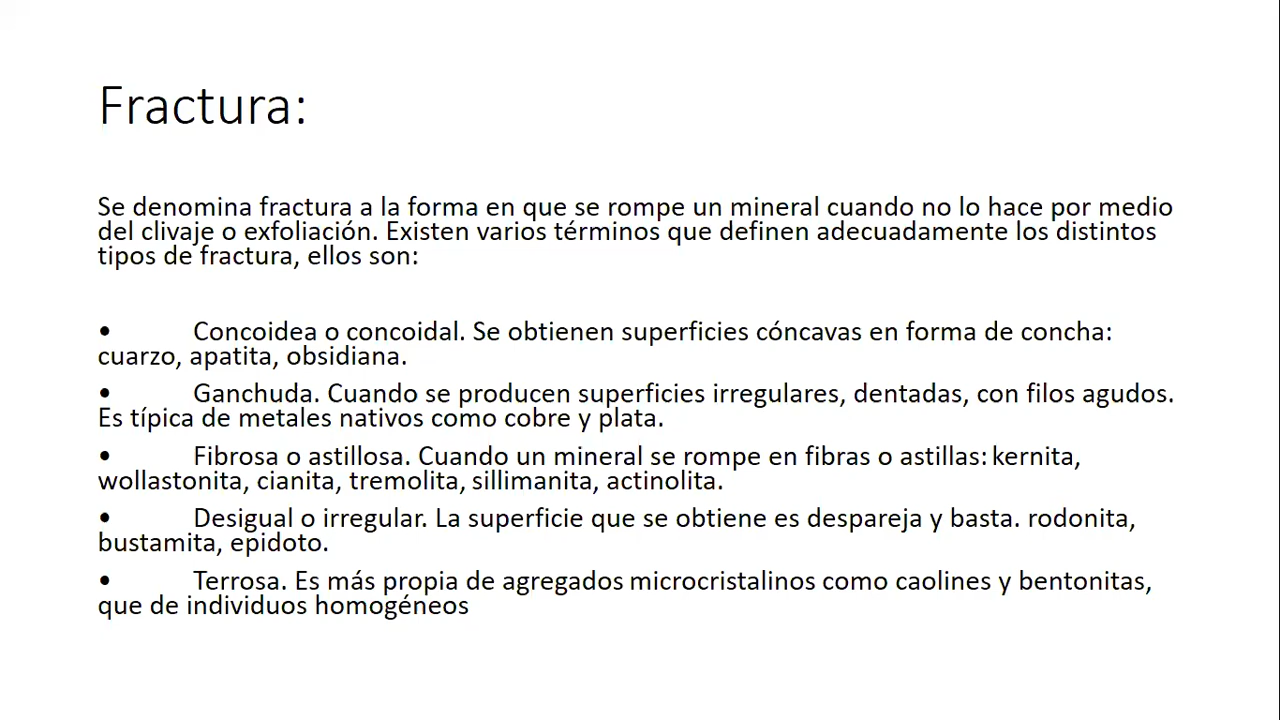 Fractura:
Se denomina fractura a la forma en que se rompe un mineral cuando no lo hace por medio
del clivaje o exfoliación. Existen varios términos que definen adecuadamente los distintos
tipos de fractura, ellos son:
• Concoidea o concoidal. Se obtienen superficies cóncavas en forma de concha:
cuarzo, apatita, obsidiana.
• Ganchuda. Cuando se producen superficies irregulares, dentadas, con filos agudos.
Es típica de metales nativos como cobre y plata.
• Fibrosa o astillosa. Cuando un mineral se rompe en fibras o astillas: kernita,
wollastonita, cianita, tremolita, sillimanita, actinolita.
• Desigual o irregular. La superficie que se obtiene es despareja y basta. rodonita,
bustamita, epidoto.
• Terrosa. Es más propia de agregados microcristalinos como caolines y bentonitas,
que de individuos homogéneos